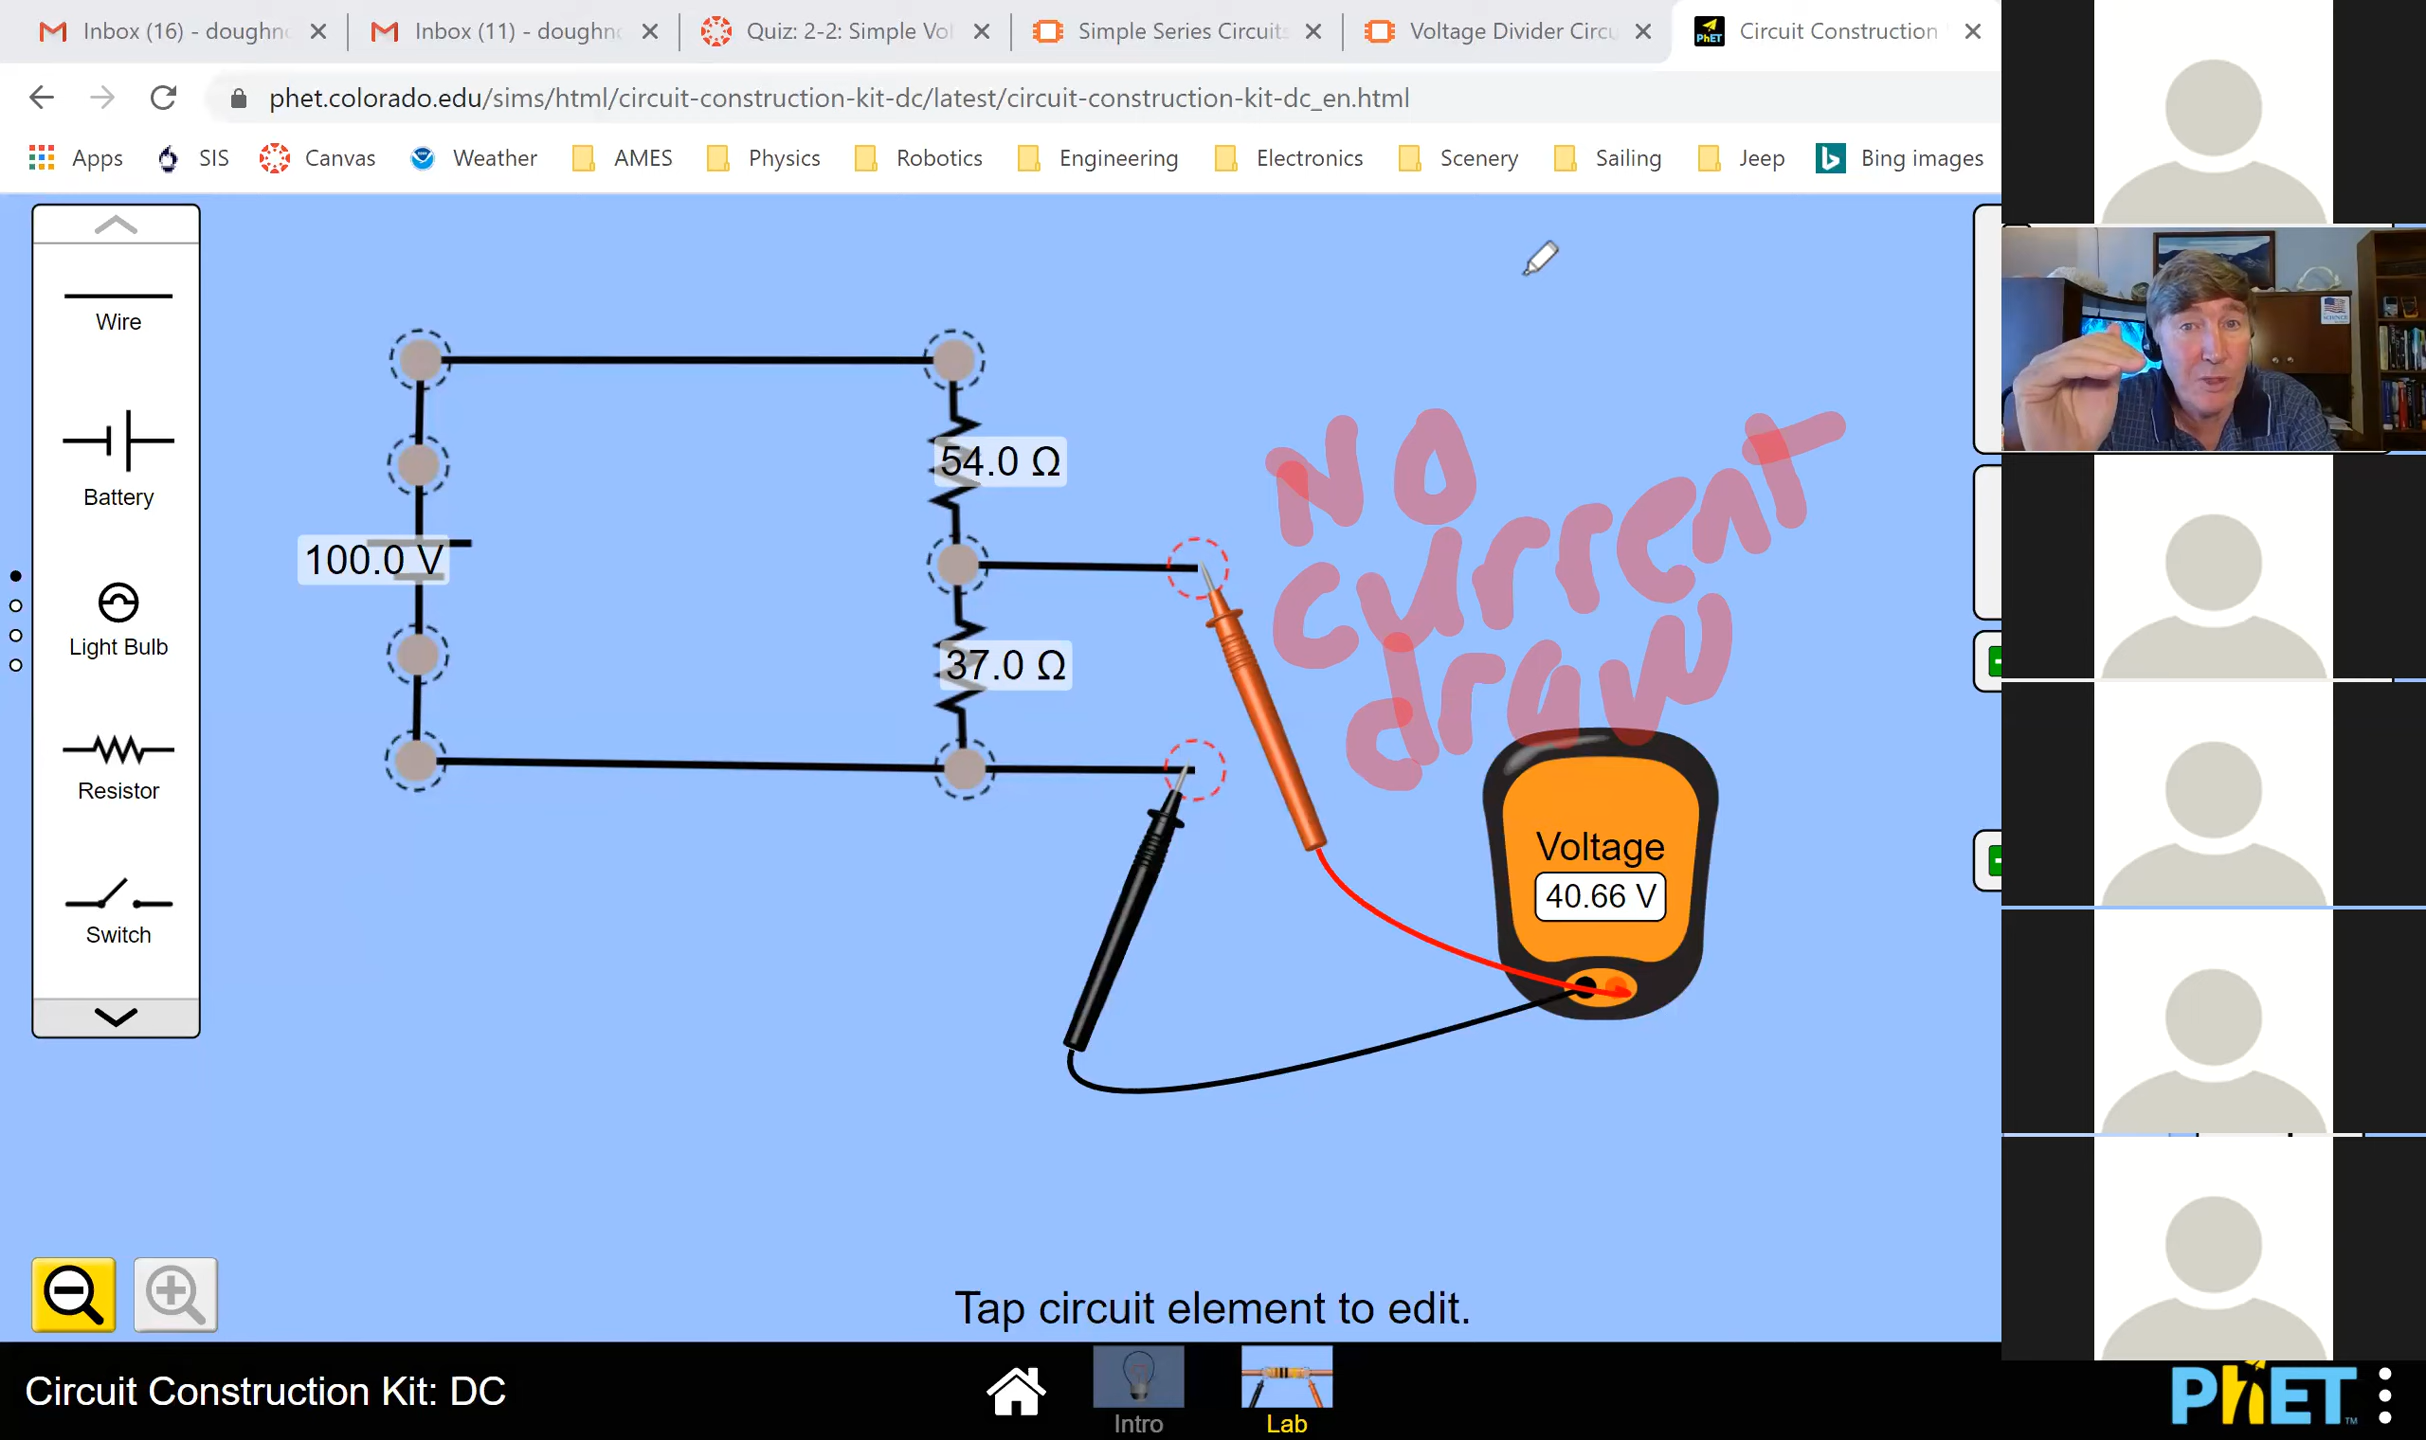 Inbox (16) - doughn
Inbox (11) - doughn
Quiz: 2-2: Simple Vol
Simple Series Circuits
Voltage Divider Circu
Circuit Construction
phet.colorado.edu/sims/html/circuit-construction-kit-dc/latest/circuit-construction-kit-dc_en.html
Apps SIS Canvas Weather AMES Physics Robotics Engineering Electronics Scenery Sailing Jeep Bing images
Wire
Battery
Light Bulb
Resistor
Switch
100.0 V
54.0 Ω
37.0 Ω
NO
current
draw
Voltage
40.66 V
Tap circuit element to edit.
Circuit Construction Kit: DC
Intro
Lab
PhET